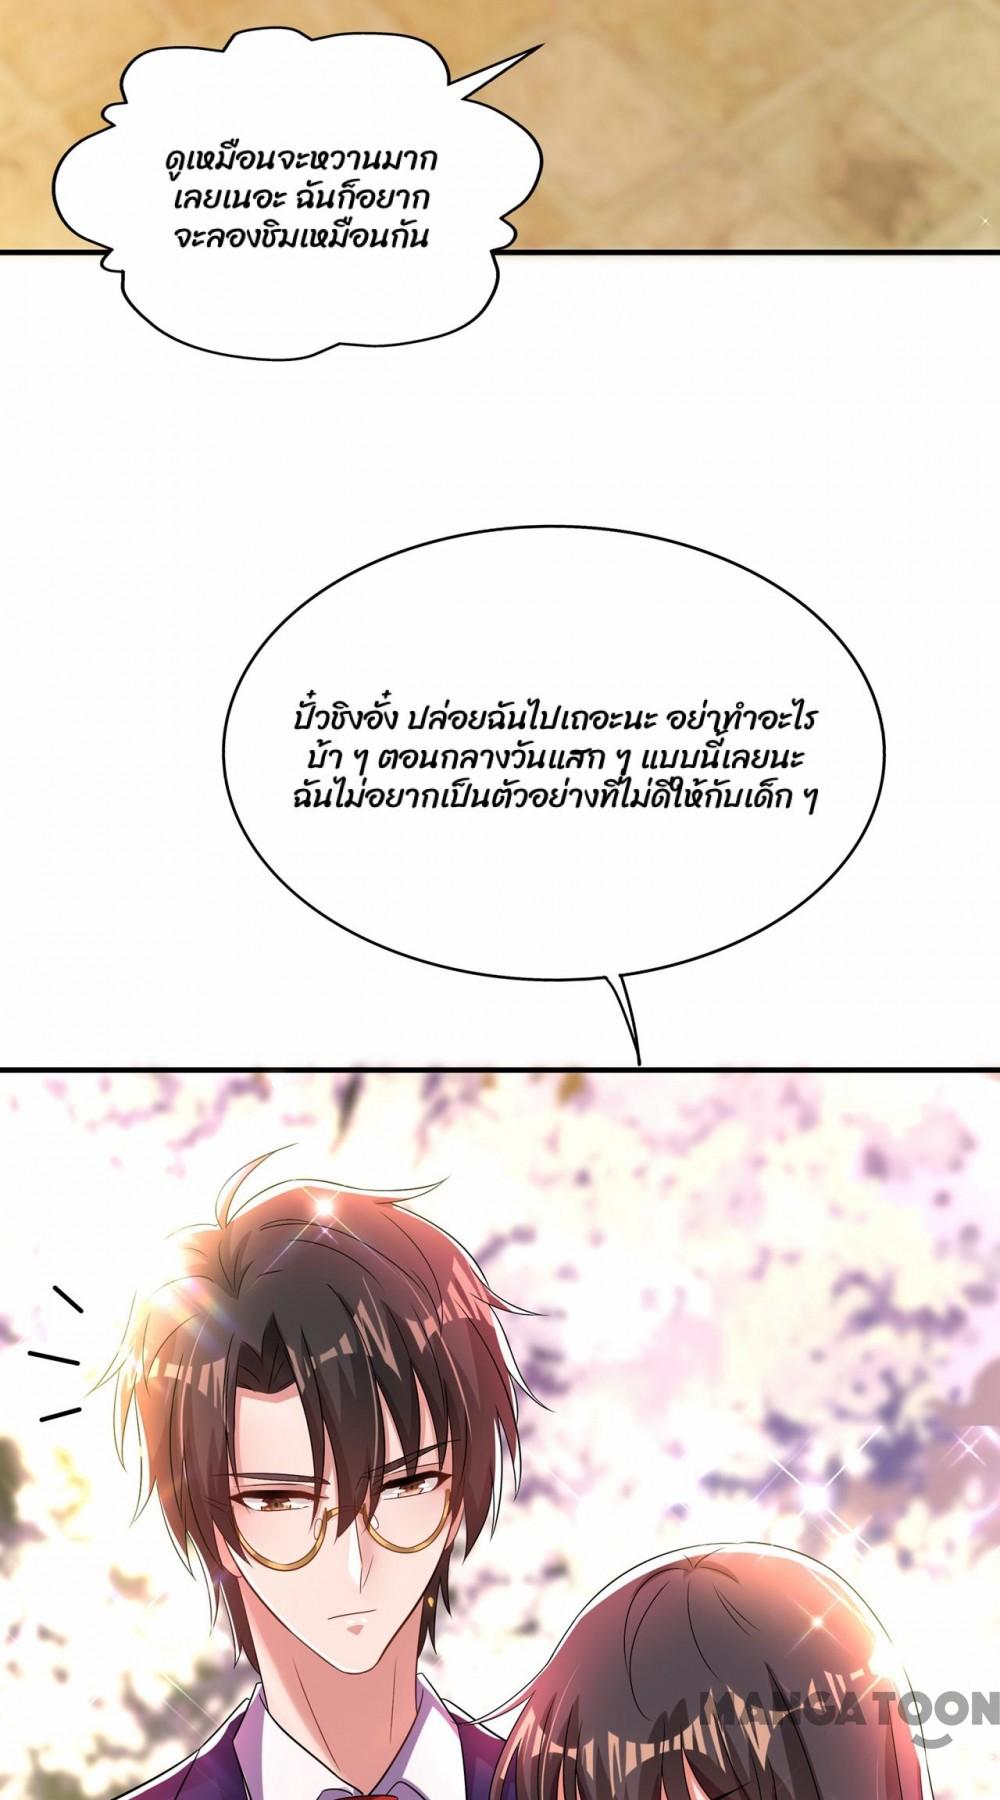 ดูเหมือนจะหวานมาก
เลยเนอะ ฉันก็อยาก
จะลองชิมเหมือนกัน
ปั๋วชิงอั๋ง ปล่อยฉันไปเถอะนะ อย่าทำอะไร
บ้า ๆ ตอนกลางวันแสก ๆ แบบนี้เลยนะ
ฉันไม่อยากเป็นตัวอย่างที่ไม่ดีให้กับเด็ก ๆ
MANGATOON